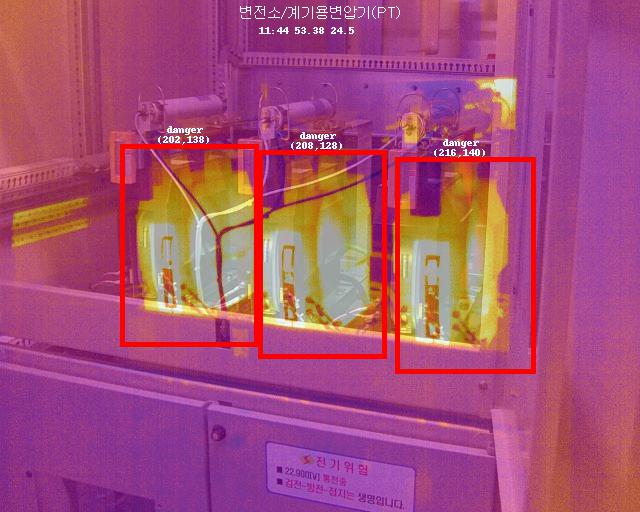 변전소/계기용변압기(PT)
11:44 53.38 24.5
danger
(202,138)
danger
(208,128)
danger
(216,140)
전기위험
■ 22.900[V] 통전중
■ 검전-방전-접지는 생명입니다.